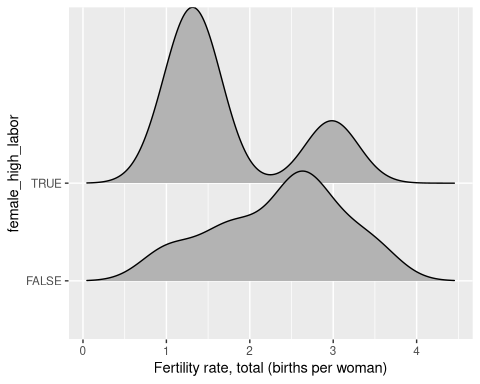 female_high_labor
TRUE
FALSE
0 1 2 3 4
Fertility rate, total (births per woman)